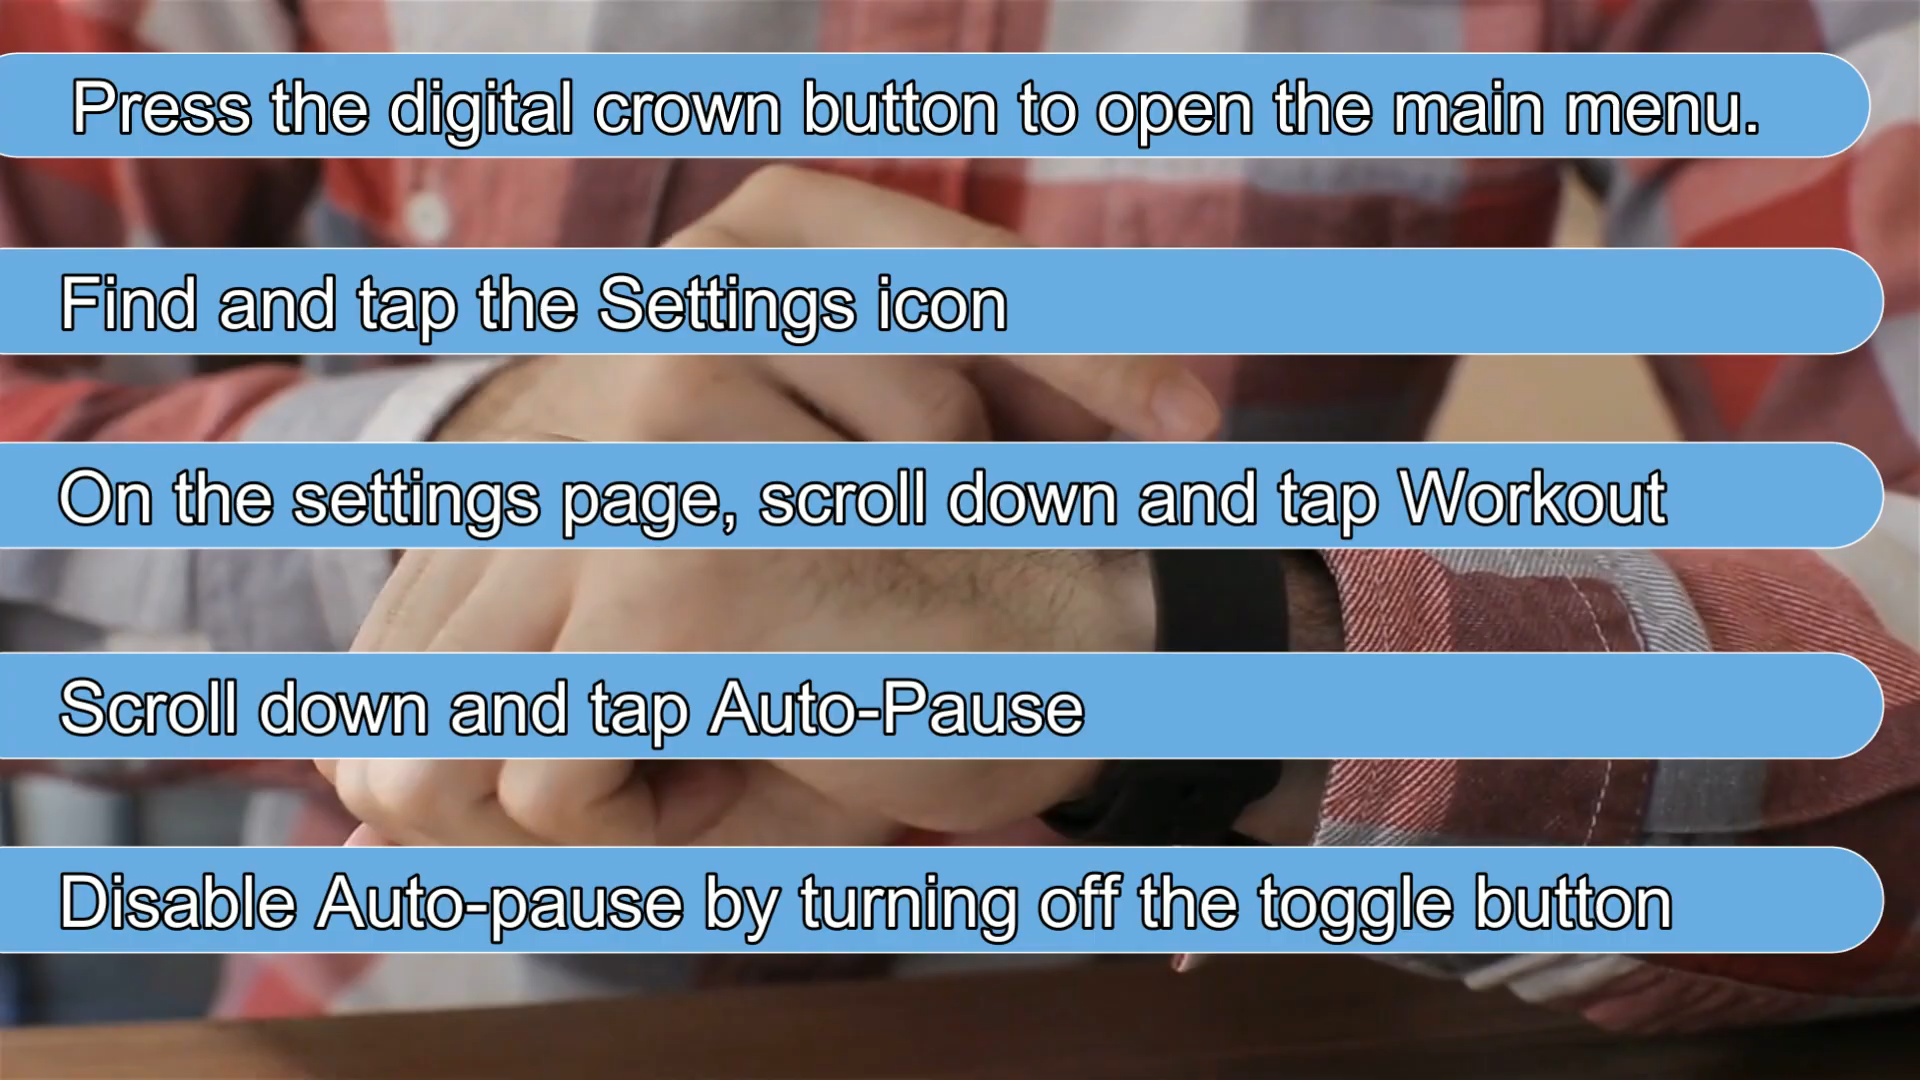 Press the digital crown button to open the main menu.
Find and tap the Settings icon
On the settings page, scroll down and tap Workout
Scroll down and tap Auto-Pause
Disable Auto-pause by turning off the toggle button